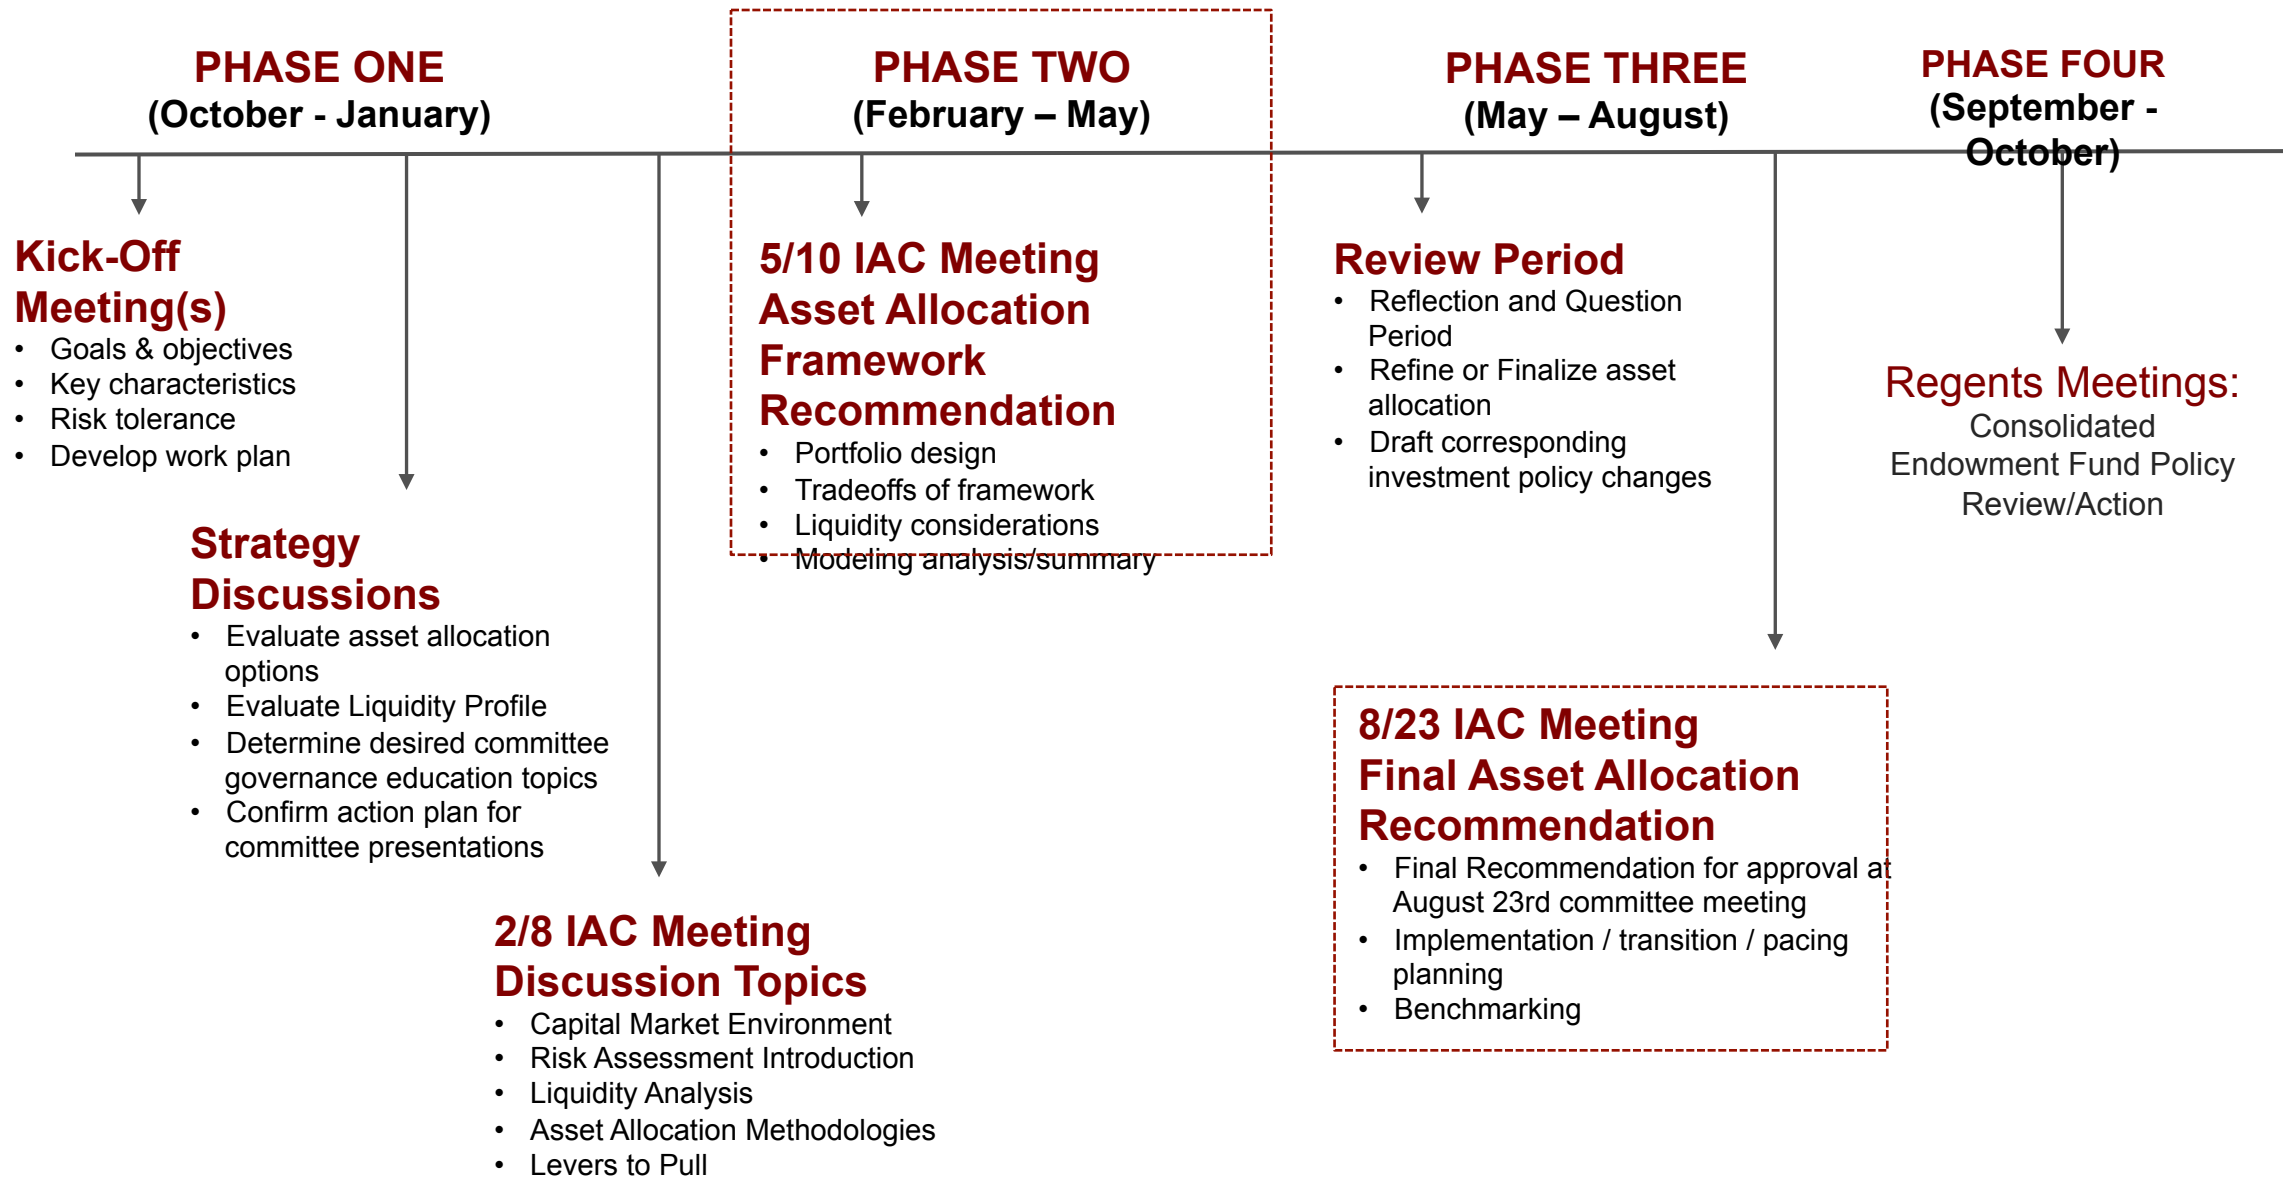 PHASE ONE
(October - January)
PHASE TWO
(February – May)
PHASE THREE
(May – August)
PHASE FOUR
(September -
October)
Kick-Off
Meeting(s)
• Goals & objectives
• Key characteristics
• Risk tolerance
• Develop work plan
Strategy
Discussions
• Evaluate asset allocation
options
• Evaluate Liquidity Profile
• Determine desired committee
governance education topics
• Confirm action plan for
committee presentations
2/8 IAC Meeting
Discussion Topics
• Capital Market Environment
• Risk Assessment Introduction
• Liquidity Analysis
• Asset Allocation Methodologies
• Levers to Pull
5/10 IAC Meeting
Asset Allocation
Framework
Recommendation
• Portfolio design
• Tradeoffs of framework
• Liquidity considerations
• Modeling analysis/summary
Review Period
• Reflection and Question
Period
• Refine or Finalize asset
allocation
• Draft corresponding
investment policy changes
8/23 IAC Meeting
Final Asset Allocation
Recommendation
• Final Recommendation for approval at
August 23rd committee meeting
• Implementation / transition / pacing
planning
• Benchmarking
Regents Meetings:
Consolidated
Endowment Fund Policy
Review/Action